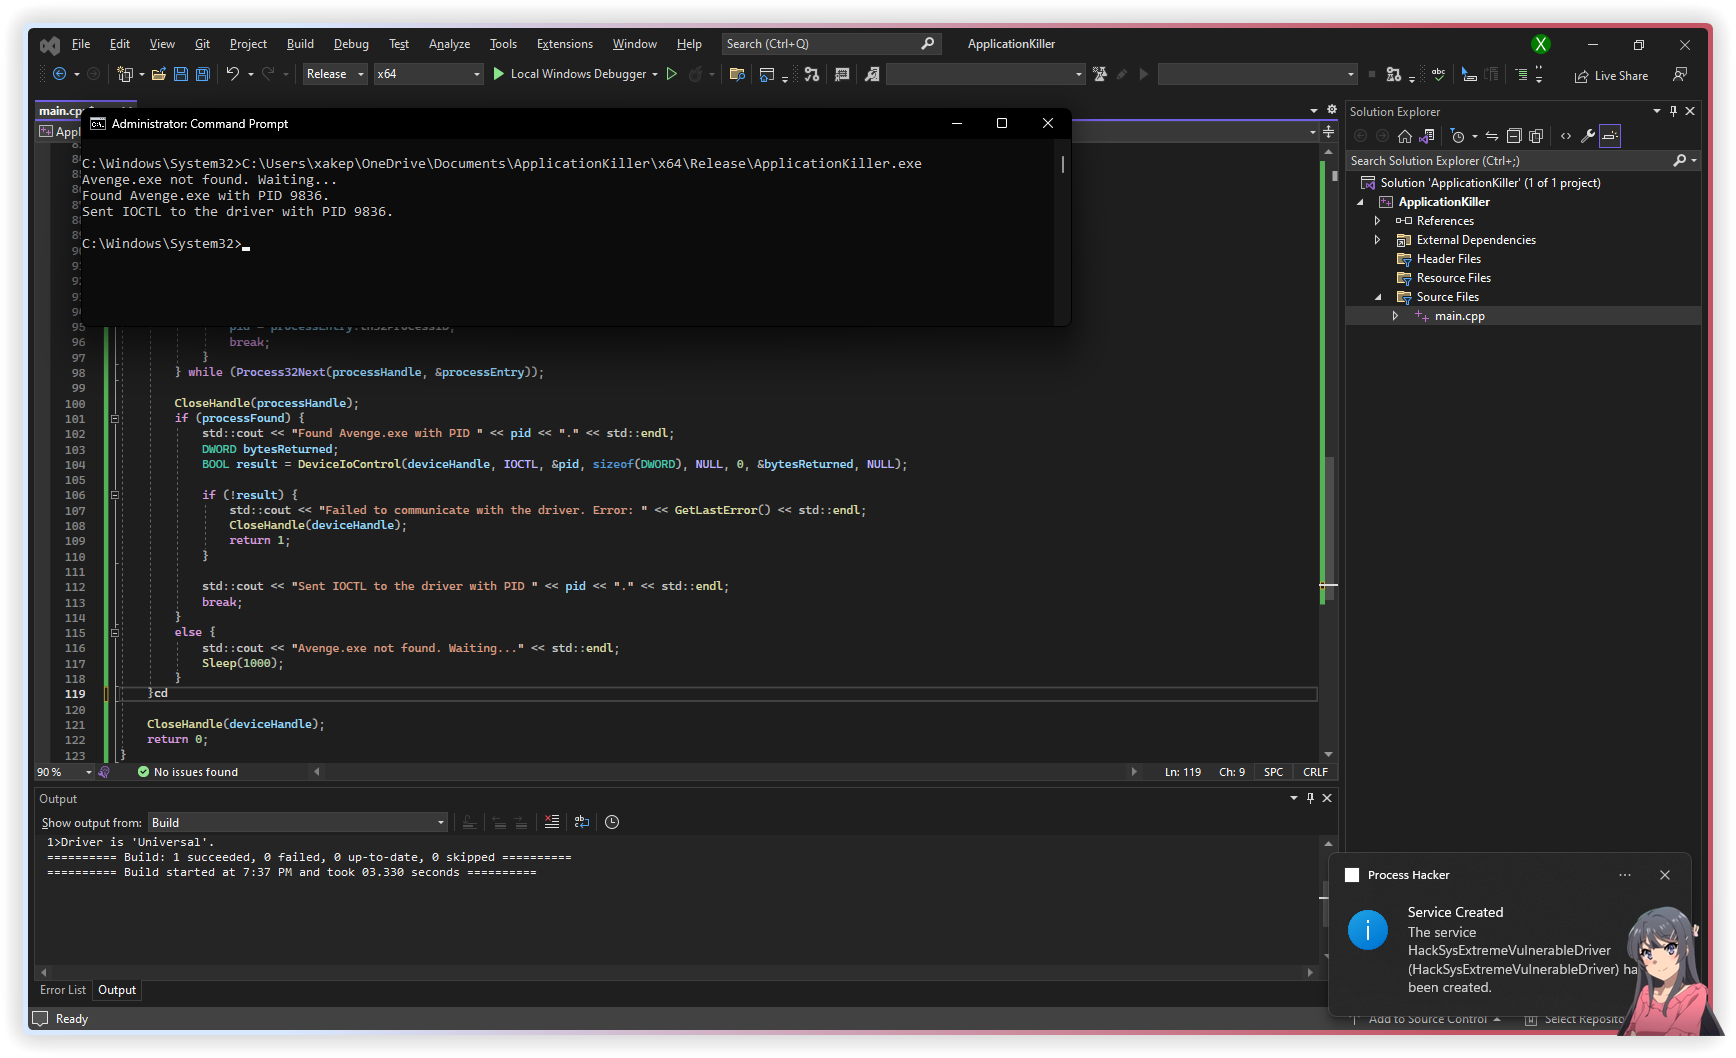 File Edit View Git Project Build Debug Test Analyze Tools Extensions Window Help Search (Ctrl+Q) ApplicationKiller X
Release x64 Local Windows Debugger Live Share
main.cp
Appl
Administrator: Command Prompt
C:\Windows\System32>C:\Users\xakep\OneDrive\Documents\ApplicationKiller\x64\Release\ApplicationKiller.exe
Avenge.exe not found. Waiting...
Found Avenge.exe with PID 9836.
Sent IOCTL to the driver with PID 9836.
C:\Windows\System32>
95 pid = processEntry.th32ProcessID;
96 break;
97 }
98 } while (Process32Next(processHandle, &processEntry));
99
100 CloseHandle(processHandle);
101 if (processFound) {
102 std::cout << "Found Avenge.exe with PID " << pid << "." << std::endl;
103 DWORD bytesReturned;
104 BOOL result = DeviceIoControl(deviceHandle, IOCTL, &pid, sizeof(DWORD), NULL, 0, &bytesReturned, NULL);
105
106 if (!result) {
107 std::cout << "Failed to communicate with the driver. Error: " << GetLastError() << std::endl;
108 CloseHandle(deviceHandle);
109 return 1;
110 }
111
112 std::cout << "Sent IOCTL to the driver with PID " << pid << "." << std::endl;
113 break;
114 }
115 else {
116 std::cout << "Avenge.exe not found. Waiting..." << std::endl;
117 Sleep(1000);
118 }
119 }cd
120
121 CloseHandle(deviceHandle);
122 return 0;
123 }
90 % No issues found Ln: 119 Ch: 9 SPC CRLF
Solution Explorer
Search Solution Explorer (Ctrl+;)
Solution 'ApplicationKiller' (1 of 1 project)
ApplicationKiller
References
External Dependencies
Header Files
Resource Files
Source Files
main.cpp
Output
Show output from: Build
1>Driver is 'Universal'.
========== Build: 1 succeeded, 0 failed, 0 up-to-date, 0 skipped ==========
========== Build started at 7:37 PM and took 03.330 seconds ==========
Error List Output
Process Hacker
Service Created
The service
HackSysExtremeVulnerableDriver
(HackSysExtremeVulnerableDriver) ha
been created.
Ready Add to Source Control Select Reposito